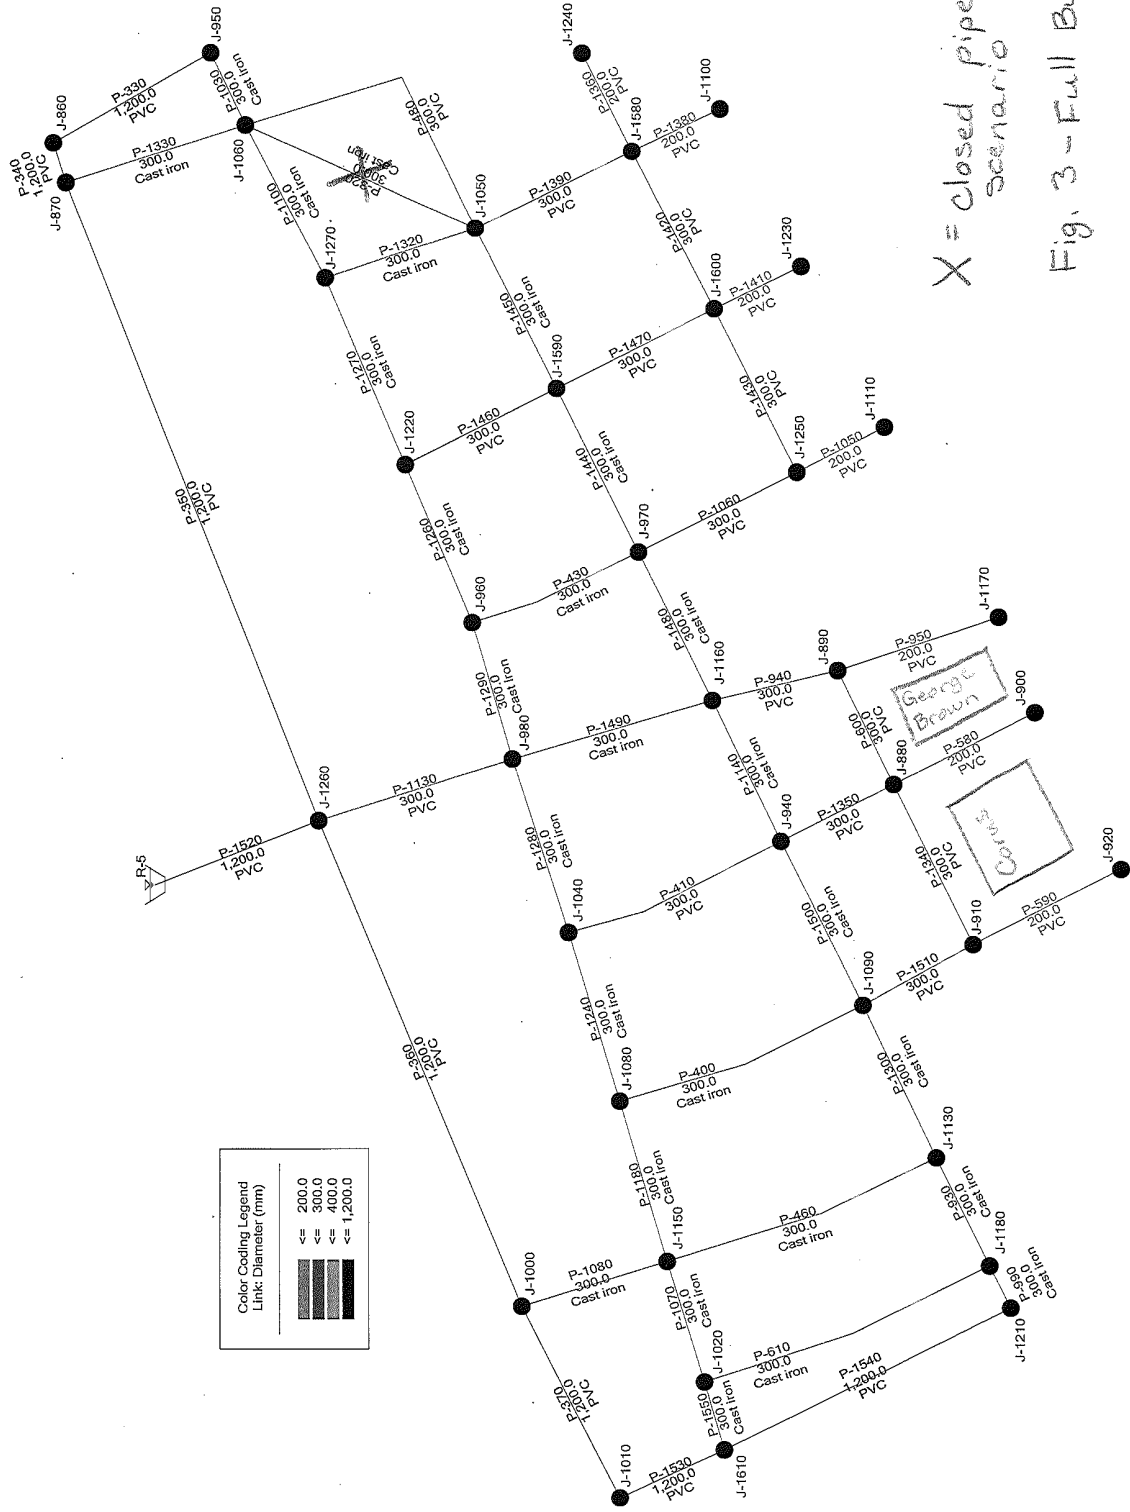 P-340
1,200.0
PVC
J-860
J-870
P-330
1,200.0
PVC
J-950
P-1330
300.0
Cast iron
P-1030
300.0
Cast iron
J-1060
P-480
300.0
PVC
P-1100
300.0
Cast iron
300.0
Cast iron
J-1270
P-1320
300.0
Cast iron
J-1050
J-1240
P-1360
200.0
PVC
J-1580
P-1380
200.0
PVC
J-1100
P-1390
300.0
PVC
P-350
1,200.0
PVC
P-1270
300.0
Cast iron
P-1450
300.0
Cast iron
P-1420
300.0
PVC
J-1600
P-1410
200.0
PVC
J-1230
J-1590
P-1470
300.0
PVC
J-1220
P-1460
300.0
PVC
P-1430
300.0
PVC
P-1260
300.0
Cast iron
P-1440
300.0
Cast iron
J-1250
P-1050
200.0
PVC
J-1110
J-970
P-1060
300.0
PVC
J-960
P-430
300.0
Cast iron
P-1290
300.0
Cast iron
P-1480
300.0
Cast iron
J-1160
P-940
300.0
PVC
J-890
P-950
200.0
PVC
J-1170
J-980
P-1490
300.0
Cast iron
P-600
300.0
PVC
George
Brown
J-900
R-5
P-1520
1,200.0
PVC
J-1260
P-1130
300.0
PVC
P-1280
300.0
Cast iron
P-1140
300.0
Cast iron
J-880
P-580
200.0
PVC
J-940
P-1350
300.0
PVC
P-1340
300.0
PVC
Corus
J-1040
P-410
300.0
PVC
P-1500
300.0
Cast iron
J-910
P-590
200.0
PVC
J-920
P-1240
300.0
Cast iron
J-1090
P-1510
300.0
PVC
P-360
1,200.0
PVC
J-1080
P-400
300.0
Cast iron
P-1300
300.0
Cast iron
P-1180
300.0
Cast iron
J-1130
J-1000
P-1080
300.0
Cast iron
J-1150
P-460
300.0
Cast iron
P-930
300.0
Cast iron
J-1180
P-1070
300.0
Cast iron
P-990
300.0
Cast iron
J-1210
P-370
1,200.0
PVC
J-1020
P-610
300.0
Cast iron
P-1550
300.0
Cast iron
P-1540
1,200.0
PVC
J-1010
P-1530
1,200.0
PVC
J-1610
Color Coding Legend
Link: Diameter (mm)
<= 200.0
<= 300.0
<= 400.0
<= 1,200.0
X = closed pipe
scenario
Fig. 3 - Full